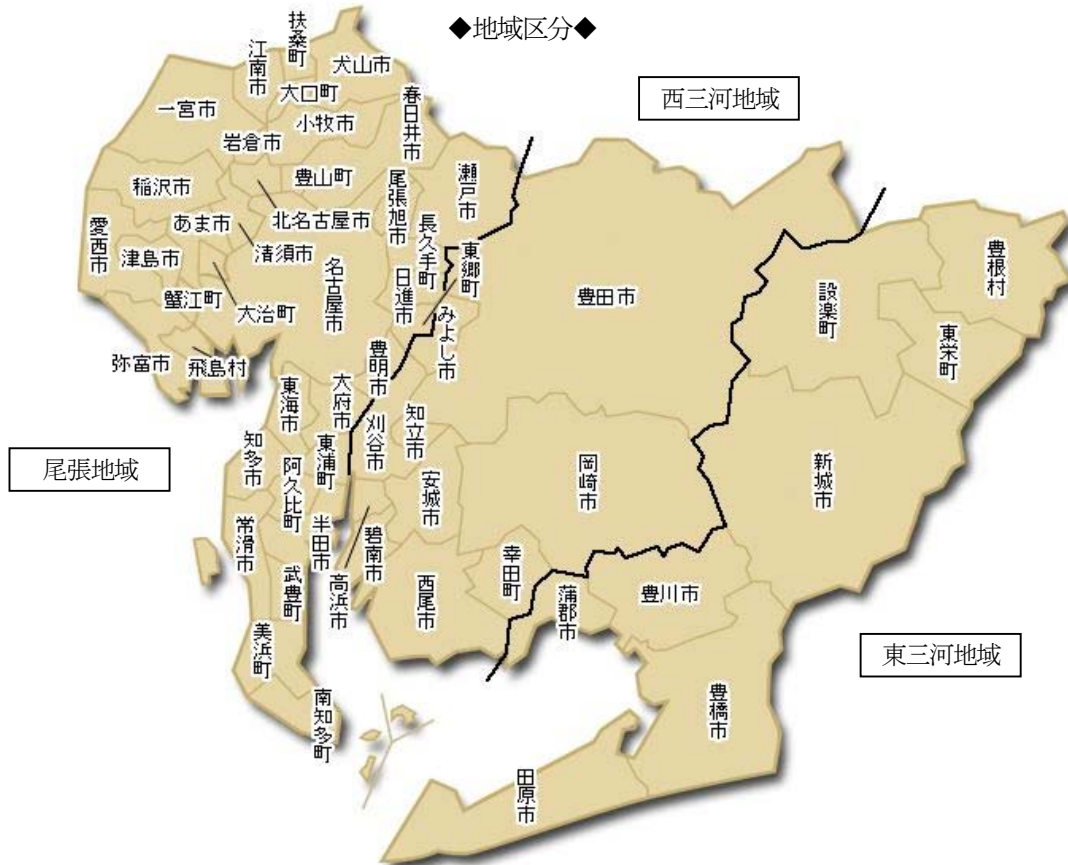 ◆地域区分◆
西三河地域
尾張地域
東三河地域
扶桑町
江南市
犬山市
大口町
一宮市
小牧市
春日井市
岩倉市
稲沢市
豊山町
瀬戸市
尾張旭市
北名古屋市
あま市
愛西市
清須市
長久手町
津島市
東郷町
名古屋市
日進市
蟹江町
大治町
みよし市
弥富市
飛島村
豊明市
大府市
東海市
豊田市
設楽町
豊根村
東栄町
刈谷市
知立市
知多市
東浦町
阿久比町
安城市
岡崎市
新城市
常滑市
半田市
碧南市
高浜市
武豊町
西尾市
幸田町
蒲郡市
豊川市
美浜町
南知多町
豊橋市
田原市